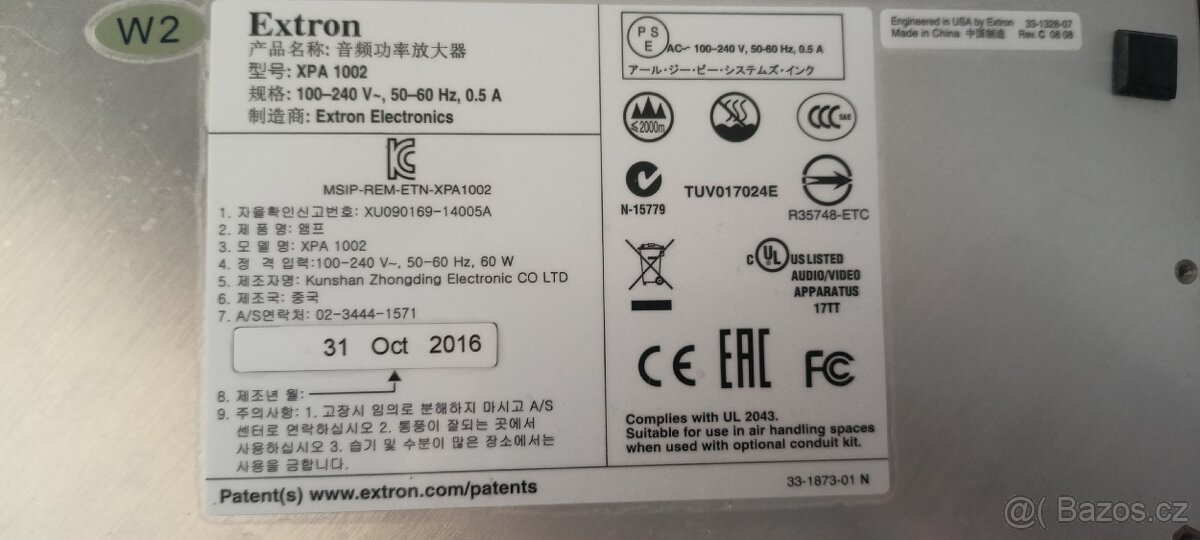 W2
Extron
产品名称: 音频功率放大器
型号: XPA 1002
规格: 100–240 V~, 50–60 Hz, 0.5 A
制造商: Extron Electronics
MSIP-REM-ETN-XPA1002
1. 자율확인신고번호: XU090169-14005A
2. 제 품 명: 앰프
3. 모 델 명: XPA 1002
4. 정 격 입력:100-240 V~, 50-60 Hz, 60 W
5. 제조자명: Kunshan Zhongding Electronic CO LTD
6. 제조국: 중국
7. A/S연락처: 02-3444-1571
31 Oct 2016
8. 제조년 월:
9. 주의사항: 1. 고장시 임의로 분해하지 마시고 A/S
센터로 연락하십시오 2. 통풍이 잘되는 곳에서
사용하십시오 3. 습기 및 수분이 많은 장소에서는
사용을 금합니다.
Patent(s) www.extron.com/patents
PS
E
AC~ 100-240 V, 50-60 Hz, 0.5 A
アール・ジー・ビー・システムズ・インク
≤2000m
CCC S&E
N-15779
TUV017024E
R35748-ETC
c UL US LISTED
AUDIO/VIDEO
APPARATUS
17TT
CE EAC FC
Complies with UL 2043.
Suitable for use in air handling spaces
when used with optional conduit kit.
33-1873-01 N
Engineered in USA by Extron 33-1328-07
Made in China 中国制造 Rev. C 08 08
@( Bazos.cz